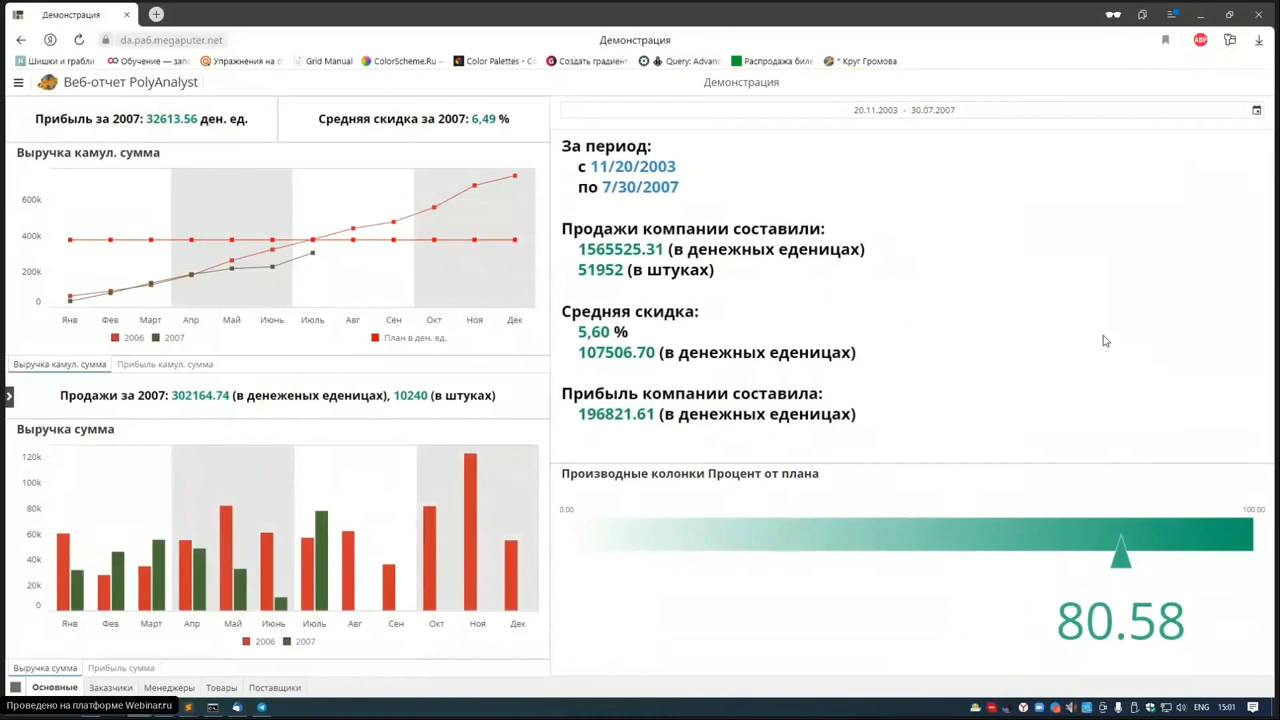 Демонстрация
da.pa6.megaputer.net
Демонстрация
ABP
Шишки и грабли
Обучение — запо
Упражнения на о
Grid Manual
ColorScheme.Ru –
Color Palettes - Co
Создать градиент
Query: Advanc
Распродажа биле
* Круг Громова
Веб-отчет PolyAnalyst
Демонстрация
Прибыль за 2007: 32613.56 ден. ед.
Средняя скидка за 2007: 6,49 %
20.11.2003 - 30.07.2007
Выручка камул. сумма
600k
400k
200k
0
Янв Фев Март Апр Май Июнь Июль Авг Сен Окт Ноя Дек
2006 2007 План в ден. ед.
Выручка камул. сумма Прибыль камул. сумма
Продажи за 2007: 302164.74 (в денеженых еденицах), 10240 (в штуках)
Выручка сумма
120k
100k
80k
60k
40k
20k
0
Янв Фев Март Апр Май Июнь Июль Авг Сен Окт Ноя Дек
2006 2007
Выручка сумма Прибыль сумма
За период:
с 11/20/2003
по 7/30/2007
Продажи компании составили:
1565525.31 (в денежных еденицах)
51952 (в штуках)
Средняя скидка:
5,60 %
107506.70 (в денежных еденицах)
Прибыль компании составила:
196821.61 (в денежных еденицах)
Производные колонки Процент от плана
0.00 100.00
80.58
Основные Заказчики Менеджеры Товары Поставщики
Проведено на платформе Webinar.ru
ENG 15:01